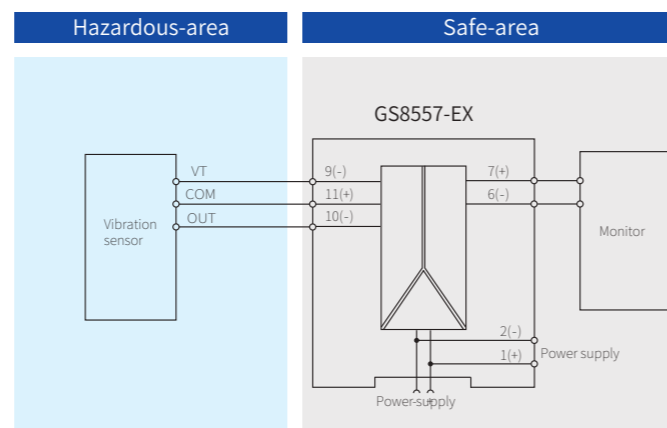 Hazardous-area
Safe-area
GS8557-EX
VT
9(-)
7(+)
COM
11(+)
6(-)
OUT
10(-)
Vibration
sensor
Monitor
2(-)
1(+)
Power supply
Power-supply